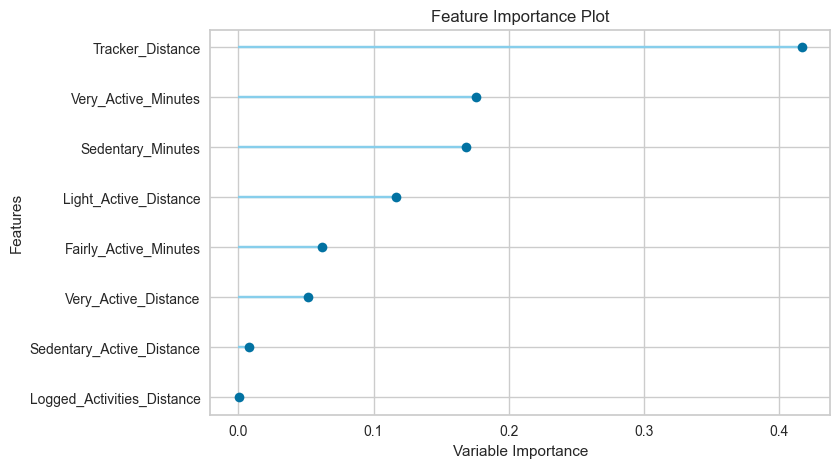 Feature Importance Plot
Tracker_Distance
Very_Active_Minutes
Sedentary_Minutes
Light_Active_Distance
Fairly_Active_Minutes
Very_Active_Distance
Sedentary_Active_Distance
Logged_Activities_Distance
Features
0.0 0.1 0.2 0.3 0.4
Variable Importance